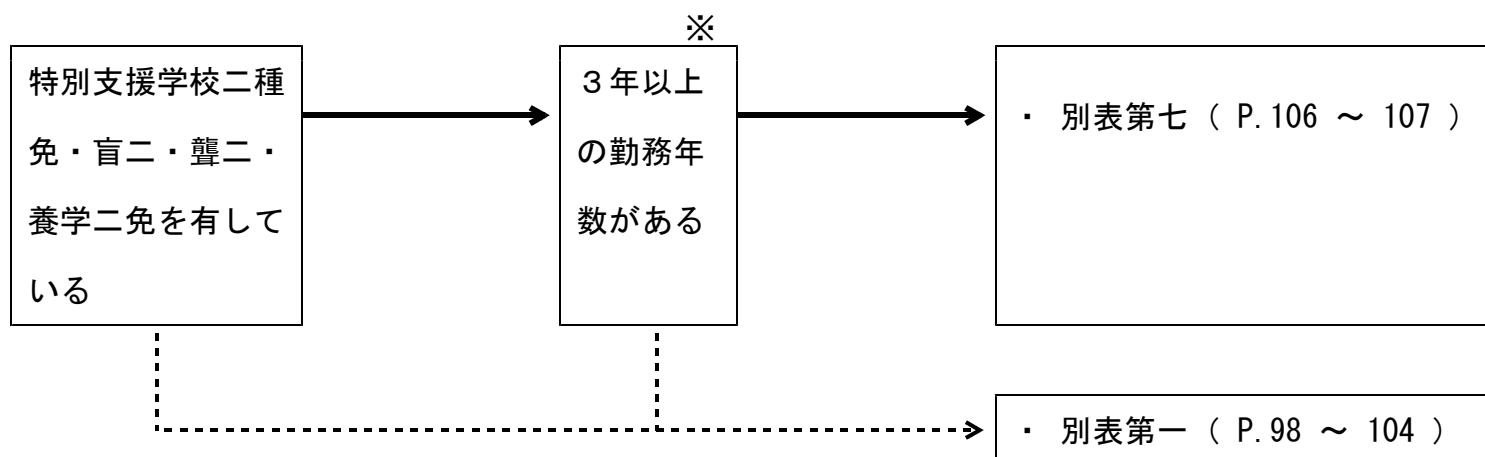 ※
特別支援学校二種
免・盲二・聾二・
養学二免を有して
いる
３年以上
の勤務年
数がある
・ 別表第七（ P.106 ～ 107 ）
・ 別表第一（ P.98 ～ 104 ）